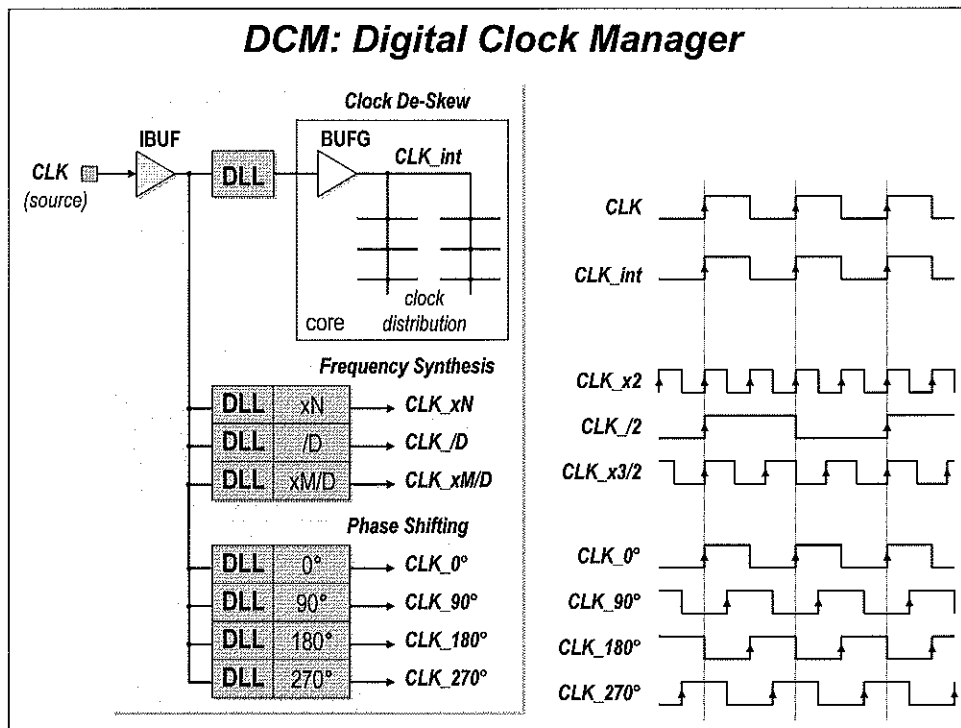 DCM: Digital Clock Manager
Clock De-Skew
IBUF
BUFG
CLK_int
CLK
(source)
DLL
clock
distribution
core
Frequency Synthesis
DLL xN CLK_xN
DLL /D CLK_/D
DLL xM/D CLK_xM/D
Phase Shifting
DLL 0° CLK_0°
DLL 90° CLK_90°
DLL 180° CLK_180°
DLL 270° CLK_270°
CLK
CLK_int
CLK_x2
CLK_/2
CLK_x3/2
CLK_0°
CLK_90°
CLK_180°
CLK_270°